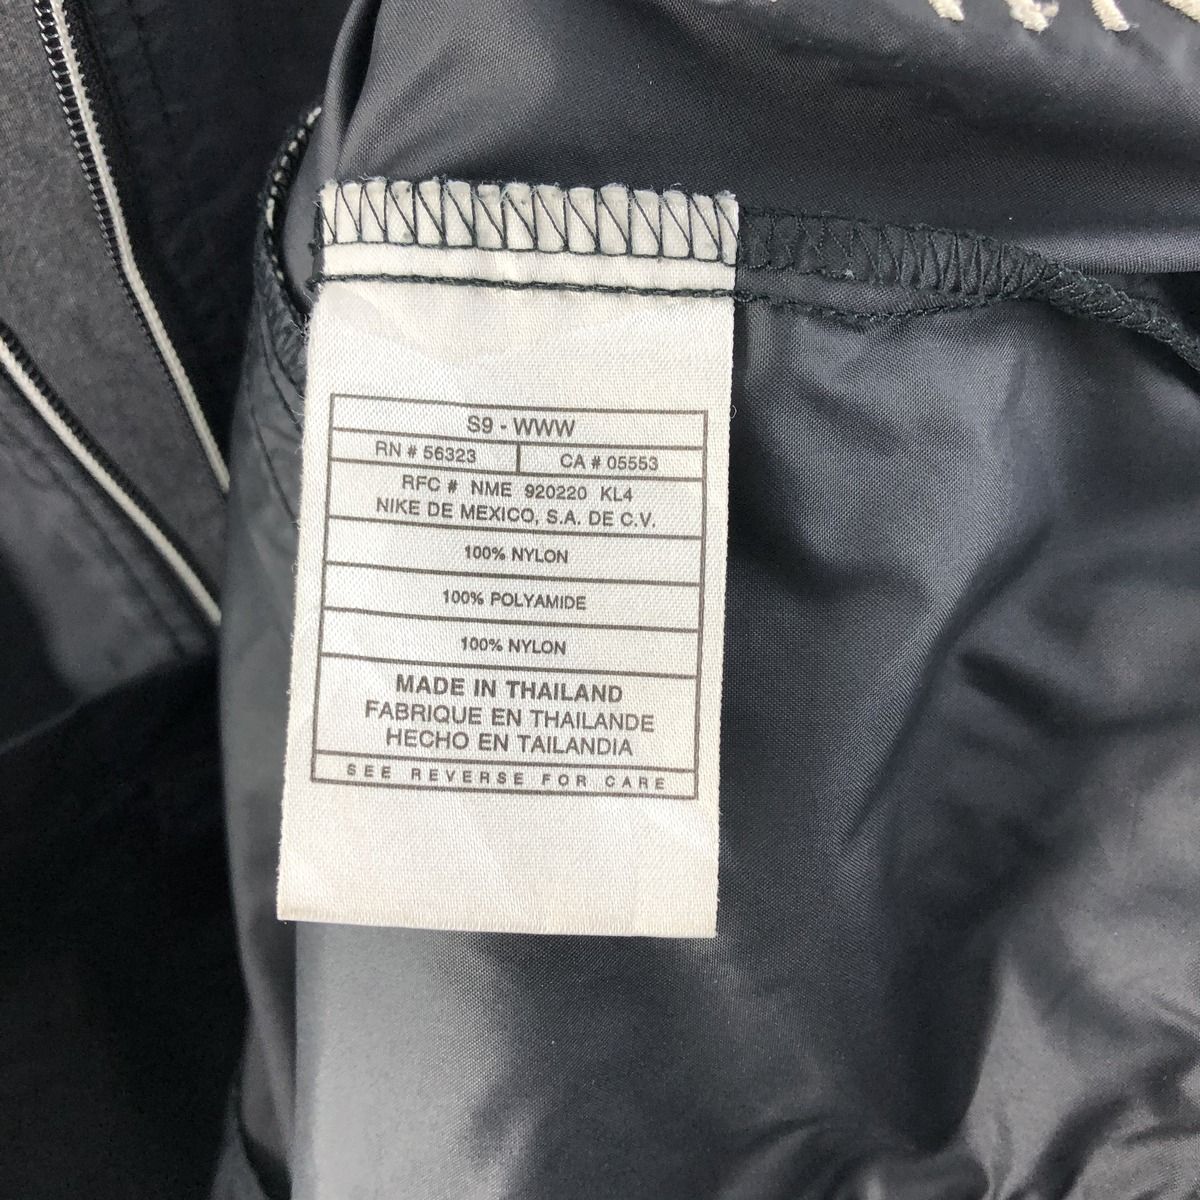 S9 - WWW
RN # 56323 CA # 05553
RFC # NME 920220 KL4
NIKE DE MEXICO, S.A. DE C.V.
100% NYLON
100% POLYAMIDE
100% NYLON
MADE IN THAILAND
FABRIQUE EN THAILANDE
HECHO EN TAILANDIA
SEE REVERSE FOR CARE